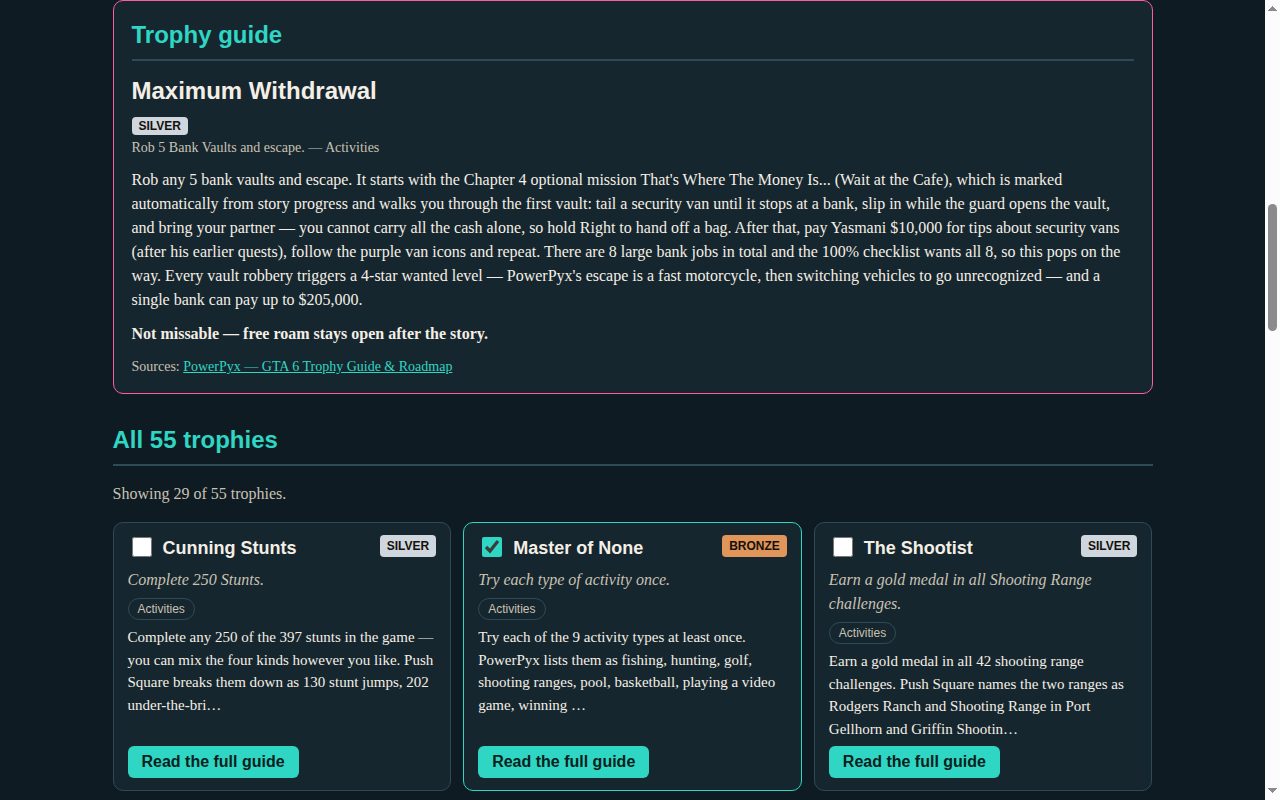 Trophy guide
Maximum Withdrawal
SILVER
Rob 5 Bank Vaults and escape. — Activities
Rob any 5 bank vaults and escape. It starts with the Chapter 4 optional mission That's Where The Money Is... (Wait at the Cafe), which is marked
automatically from story progress and walks you through the first vault: tail a security van until it stops at a bank, slip in while the guard opens the vault,
and bring your partner — you cannot carry all the cash alone, so hold Right to hand off a bag. After that, pay Yasmani $10,000 for tips about security vans
(after his earlier quests), follow the purple van icons and repeat. There are 8 large bank jobs in total and the 100% checklist wants all 8, so this pops on the
way. Every vault robbery triggers a 4-star wanted level — PowerPyx's escape is a fast motorcycle, then switching vehicles to go unrecognized — and a
single bank can pay up to $205,000.
Not missable — free roam stays open after the story.
Sources: PowerPyx — GTA 6 Trophy Guide & Roadmap
All 55 trophies
Showing 29 of 55 trophies.
Cunning Stunts
SILVER
Complete 250 Stunts.
Activities
Complete any 250 of the 397 stunts in the game —
you can mix the four kinds however you like. Push
Square breaks them down as 130 stunt jumps, 202
under-the-bri…
Read the full guide
Master of None
BRONZE
Try each type of activity once.
Activities
Try each of the 9 activity types at least once.
PowerPyx lists them as fishing, hunting, golf,
shooting ranges, pool, basketball, playing a video
game, winning …
Read the full guide
The Shootist
SILVER
Earn a gold medal in all Shooting Range
challenges.
Activities
Earn a gold medal in all 42 shooting range
challenges. Push Square names the two ranges as
Rodgers Ranch and Shooting Range in Port
Gellhorn and Griffin Shootin…
Read the full guide